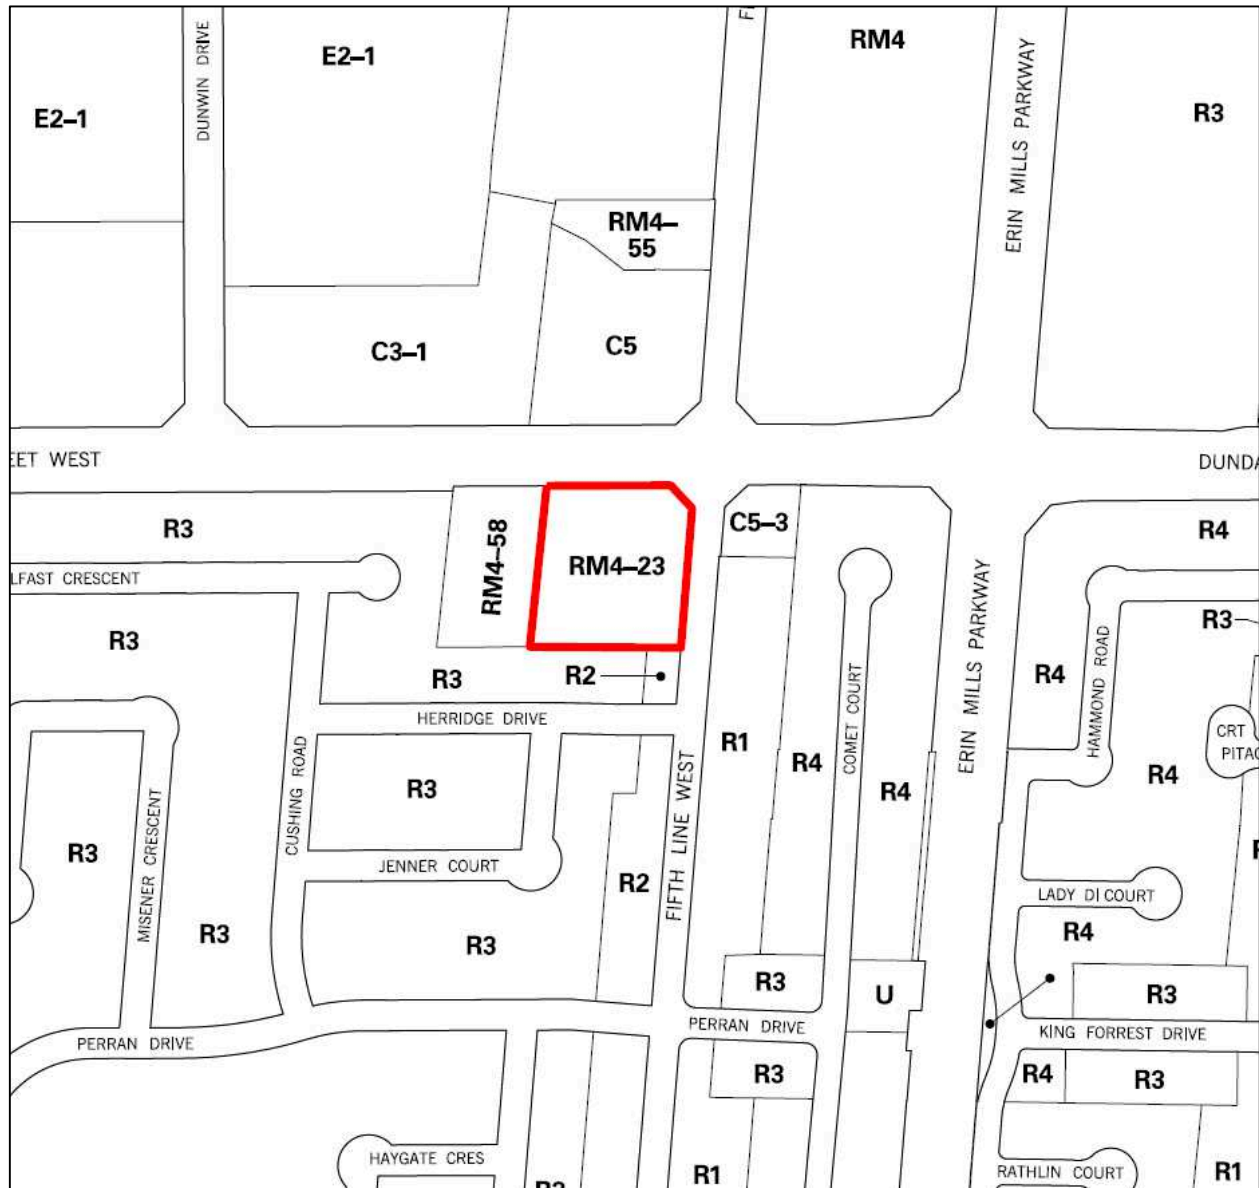 FI
RM4
E2–1
DUNWIN DRIVE
E2–1
R3
ERIN MILLS PARKWAY
RM4–
55
C3–1
C5
EET WEST
DUNDA
R3
RM4–58
RM4–23
C5–3
R4
LFAST CRESCENT
R3
R3
HAMMOND ROAD
R3
R2
R4
ERIN MILLS PARKWAY
HERRIDGE DRIVE
COMET COURT
R1
R4
R4
CRT
PITAC
R4
CUSHING ROAD
R3
FIFTH LINE WEST
MISENER CRESCENT
R3
JENNER COURT
R2
LADY DI COURT
R3
R3
R4
R3
U
R3
PERRAN DRIVE
PERRAN DRIVE
KING FORREST DRIVE
R3
R4
R3
HAYGATE CRES
R1
RATHLIN COURT
R1